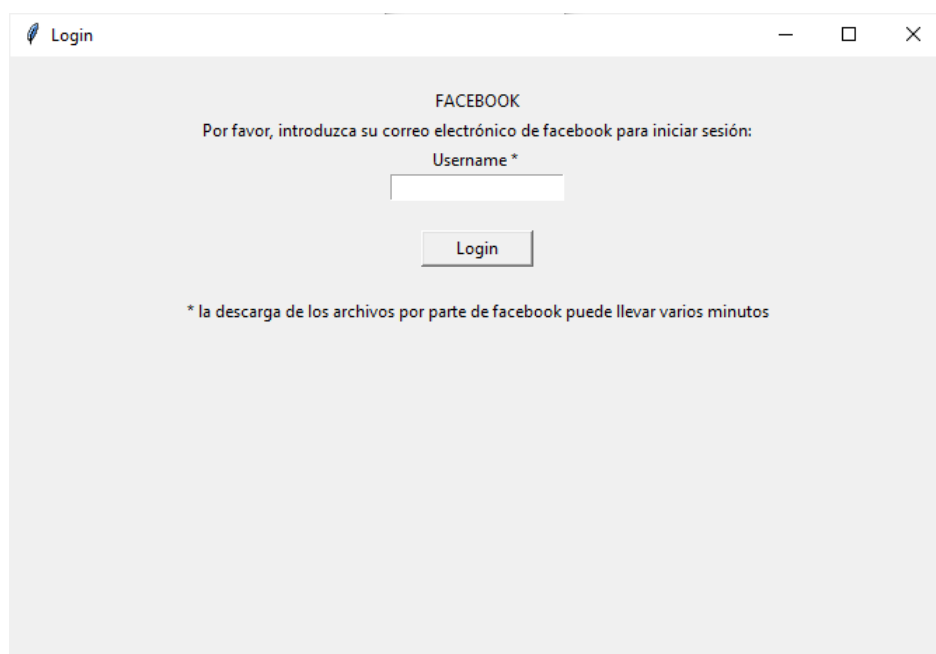 Login
FACEBOOK
Por favor, introduzca su correo electrónico de facebook para iniciar sesión:
Username *
Login
* la descarga de los archivos por parte de facebook puede llevar varios minutos